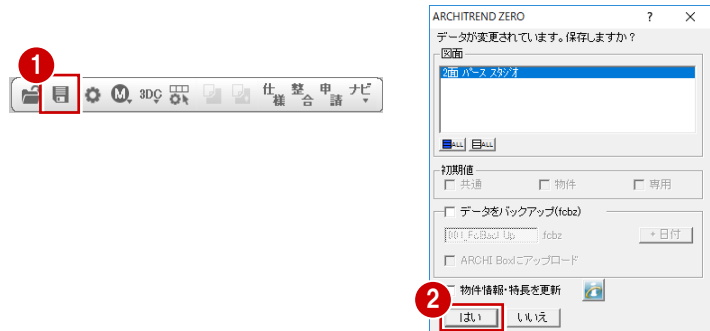 1
3DC
仕様 整合 申請 ナビ
ARCHITREND ZERO ? ×
データが変更されています。保存しますか?
図面
2面 パース スタジオ
ALL ALL
初期値
共通 物件 専用
データをバックアップ(fcbz)
.fcbz +日付
ARCHI Boxにアップロード
物件情報・特長を更新
2
はい いいえ